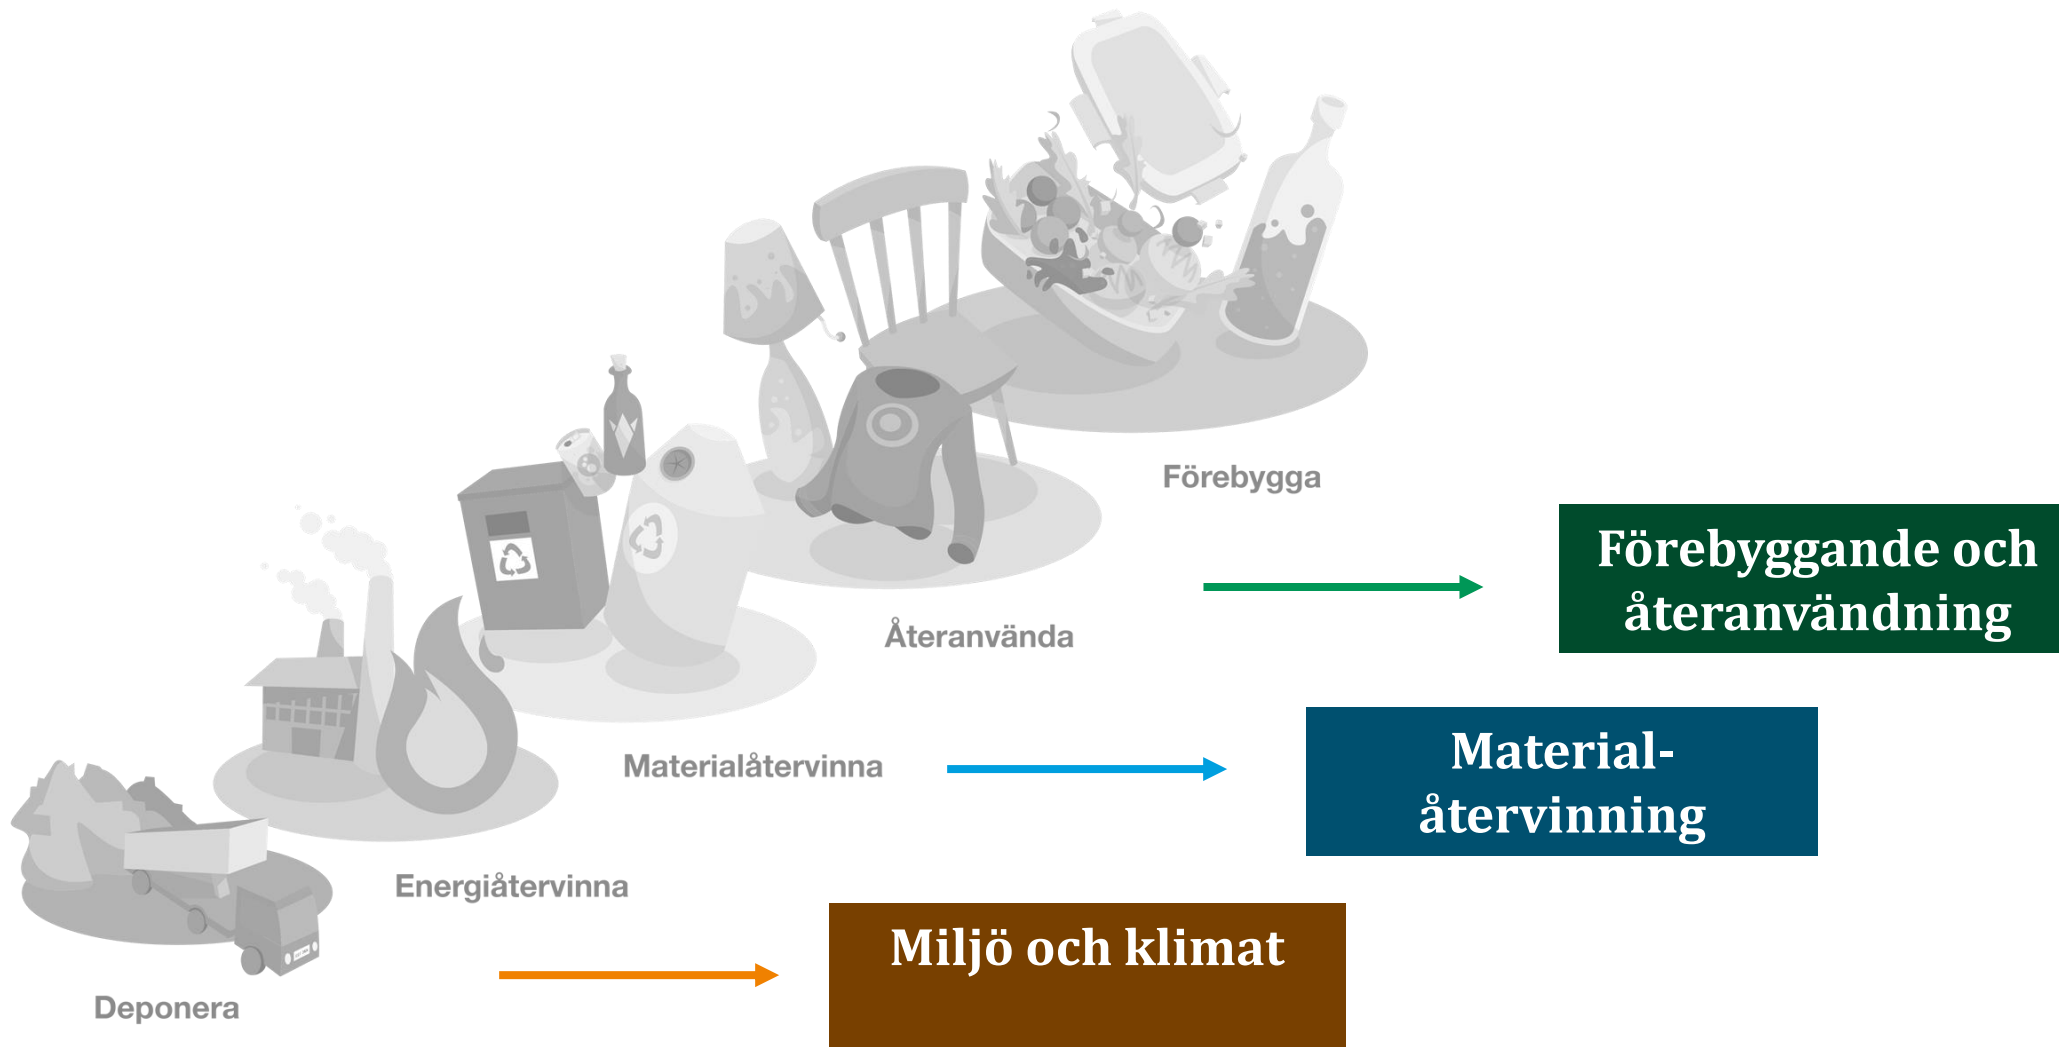 Förebygga
Förebyggande och
återanvändning
Återanvända
Material-
återvinning
Materialåtervinna
Energiåtervinna
Miljö och klimat
Deponera